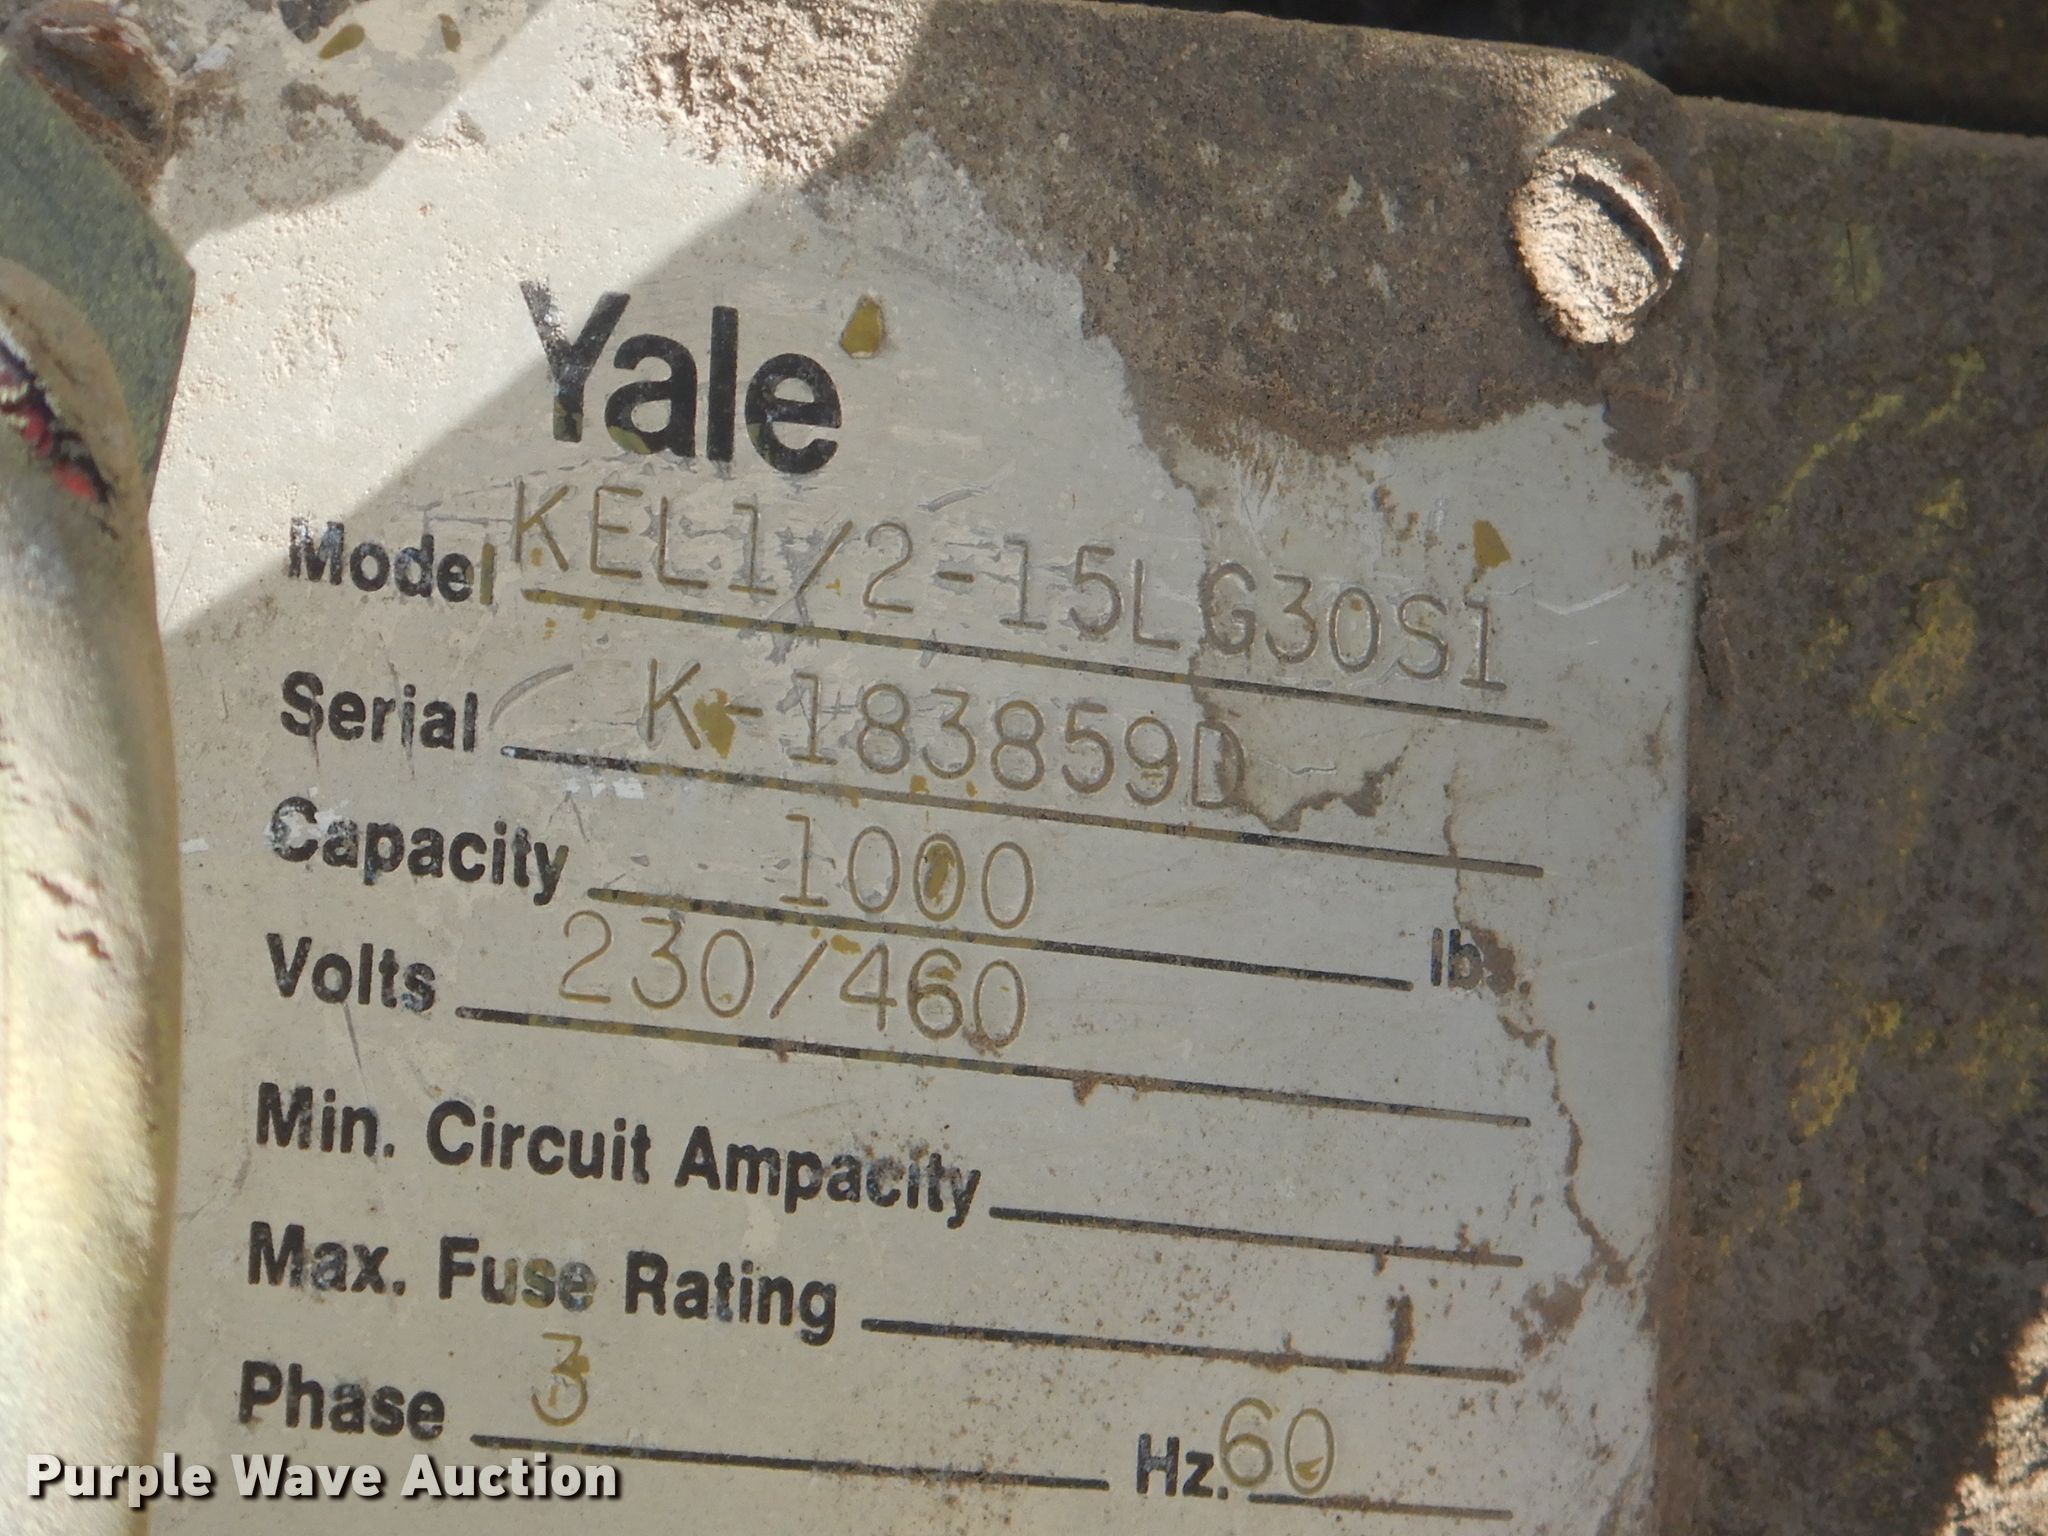 Yale
Model KEL1/2-15LG30S1
Serial K-183859D
Capacity 1000 lbs.
Volts 230/460
Min. Circuit Ampacity
Max. Fuse Rating
Phase 3 Hz. 60
Purple Wave Auction